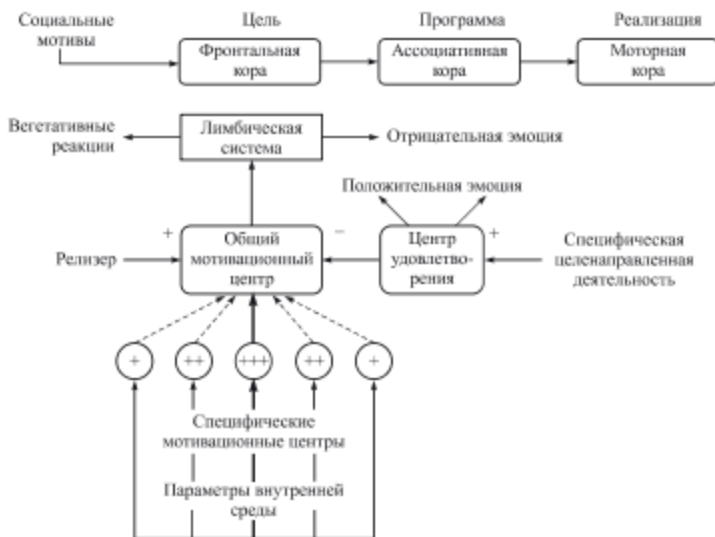 Социальные
мотивы
Цель
Программа
Реализация
Фронтальная
кора
Ассоциативная
кора
Моторная
кора
Вегетативные
реакции
Лимбическая
система
Отрицательная эмоция
Положительная эмоция
Релизер
+
Общий
мотивационный
центр
−
Центр
удовлетво-
рения
+
Специфическая
целенаправленная
деятельность
+
++
+++
++
+
Специфические
мотивационные центры
Параметры внутренней
среды